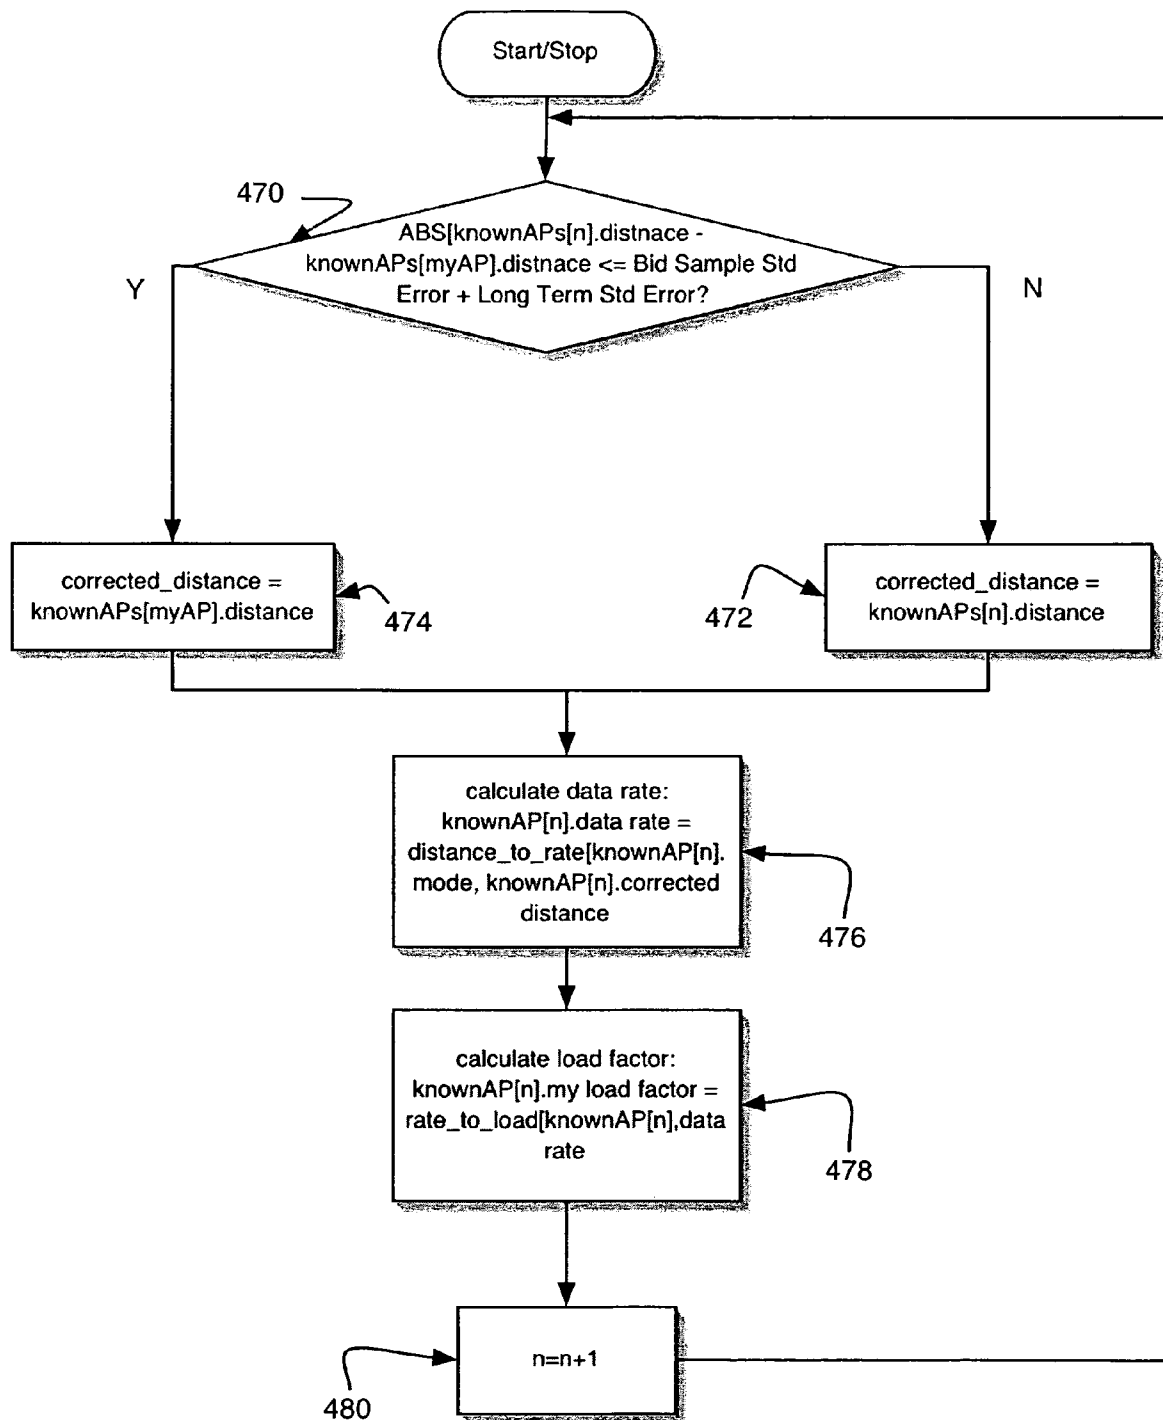 Start/Stop
470
ABS[knownAPs[n].distnace -
knownAPs[myAP].distnace <= Bid Sample Std
Error + Long Term Std Error?
Y
N
corrected_distance =
knownAPs[myAP].distance
474
472
corrected_distance =
knownAPs[n].distance
calculate data rate:
knownAP[n].data rate =
distance_to_rate[knownAP[n].
mode, knownAP[n].corrected
distance
476
calculate load factor:
knownAP[n].my load factor =
rate_to_load[knownAP[n],data
rate
478
n=n+1
480